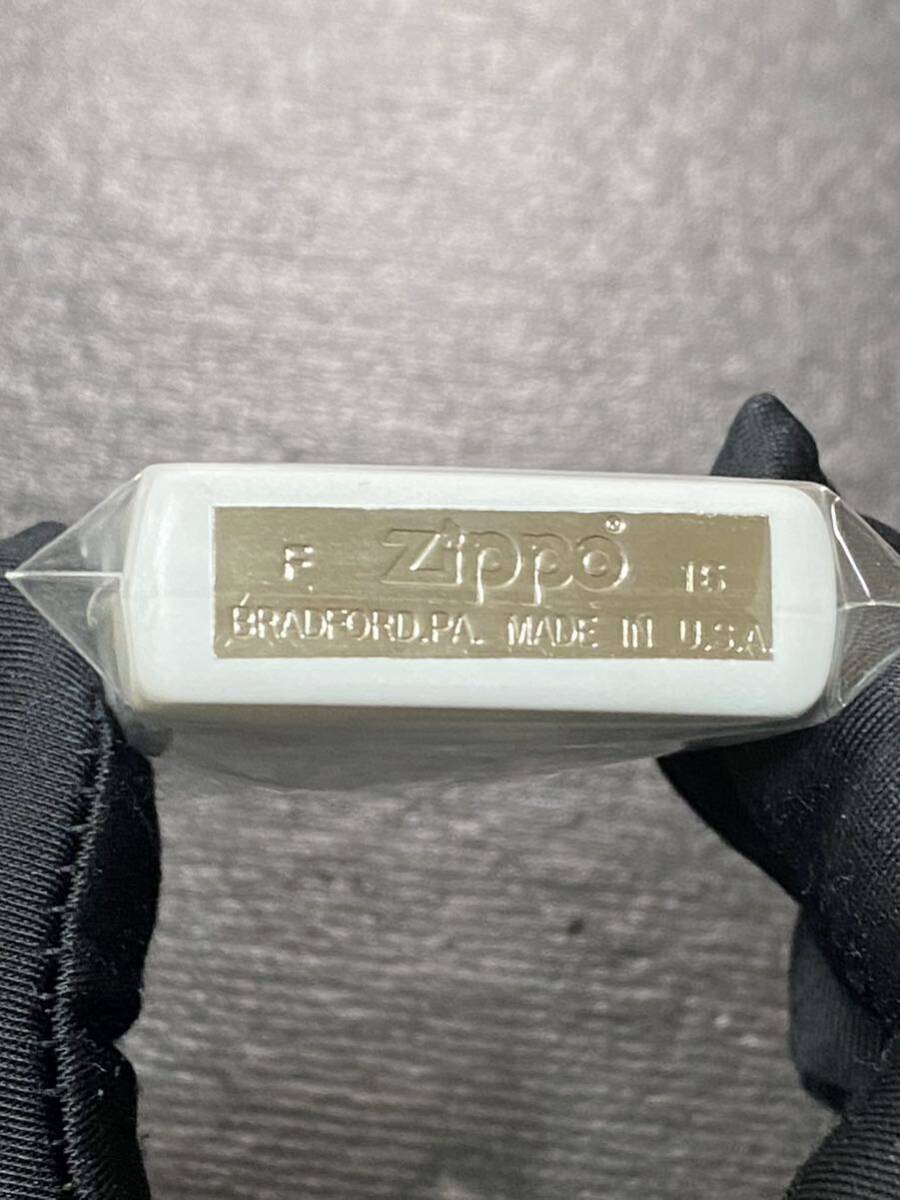 F Zippo® 15
BRADFORD,PA. MADE IN U.S.A.